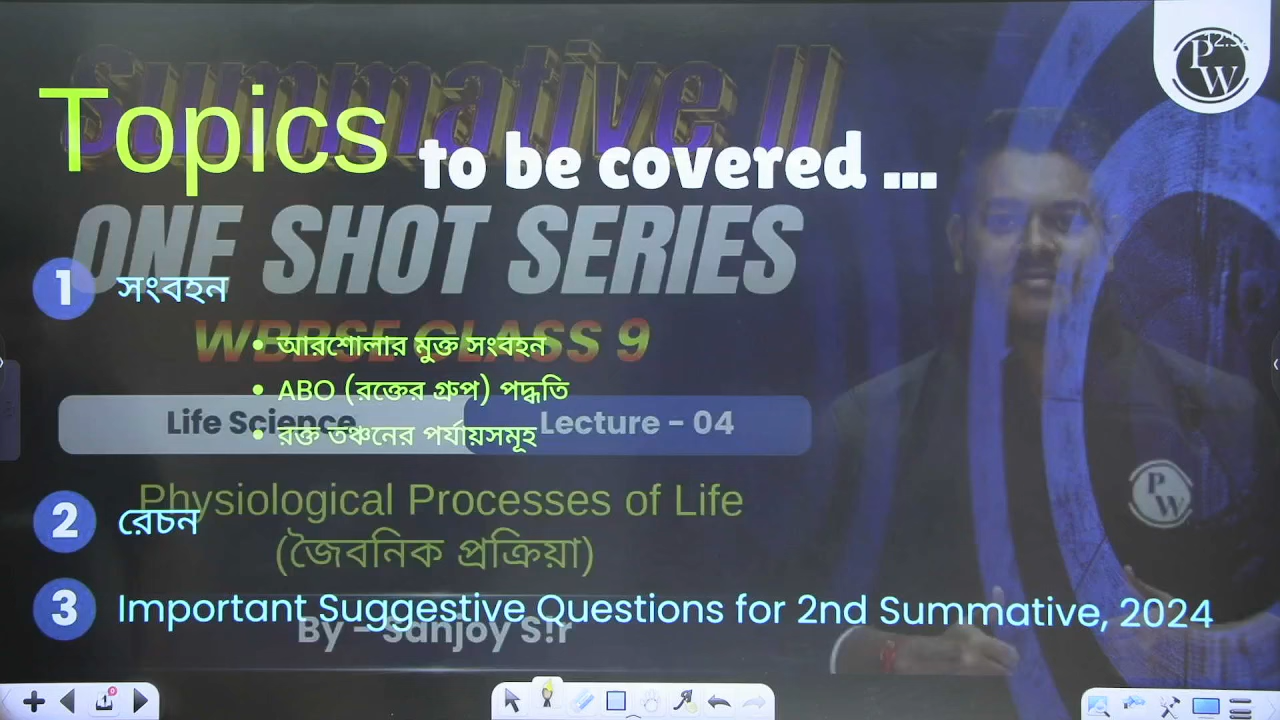 Summative II
Topics to be covered ...
ONE SHOT SERIES
1 সংবহন
WBBSE CLASS 9
• আরশোলার মুক্ত সংবহন
• ABO (রক্তের গ্রুপ) পদ্ধতি
Life Science Lecture - 04
• রক্ত তঞ্চনের পর্যায়সমূহ
Physiological Processes of Life
2 রেচন
(জৈবনিক প্রক্রিয়া)
3 Important Suggestive Questions for 2nd Summative, 2024
By - Sanjoy Sir
PW
PW